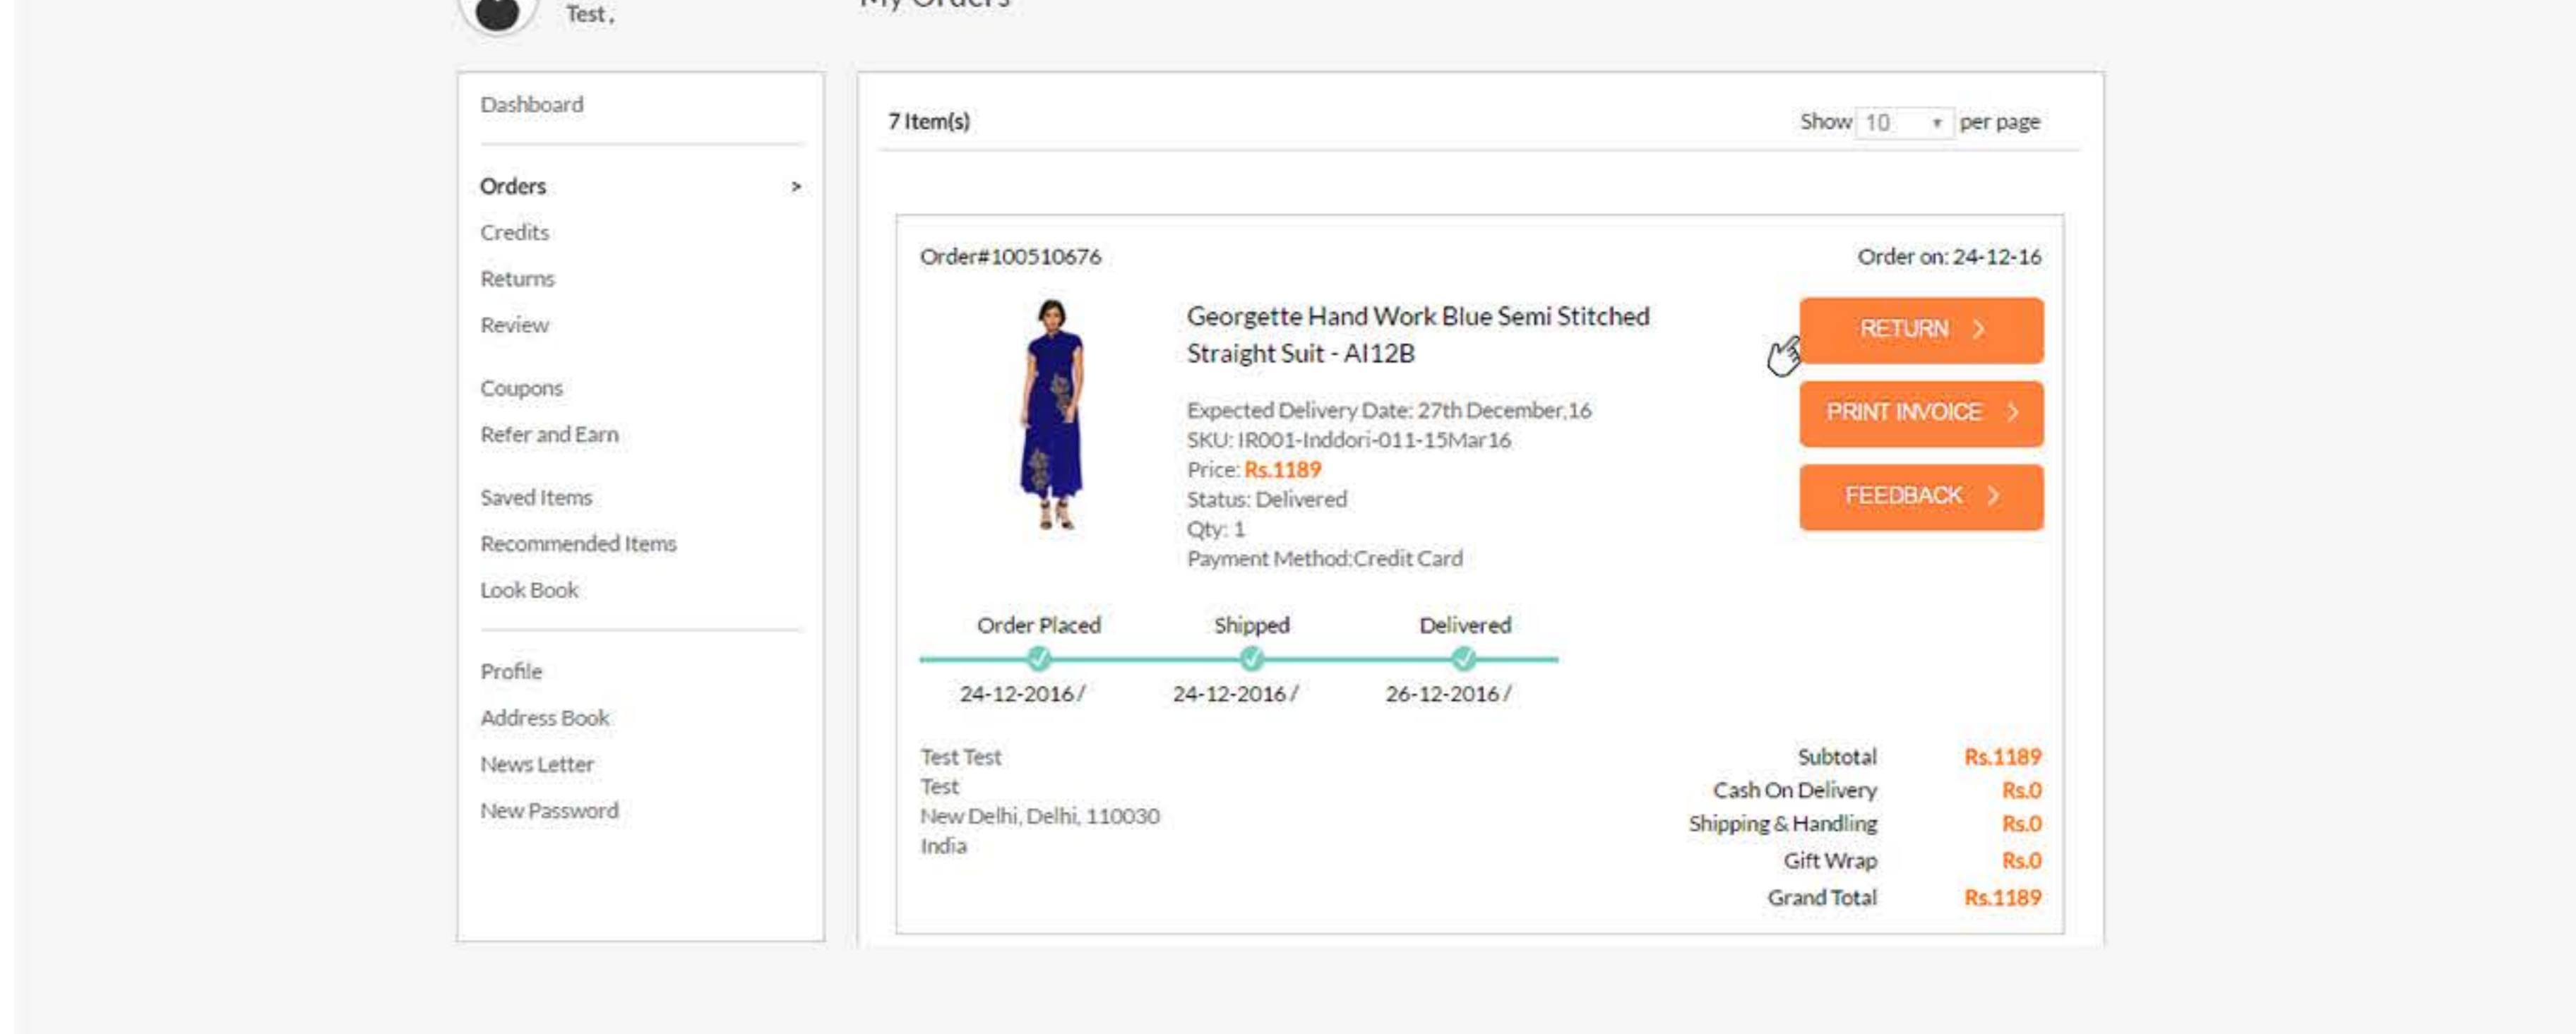 Test ,
My Orders
Dashboard
Orders >
Credits
Returns
Review
Coupons
Refer and Earn
Saved Items
Recommended Items
Look Book
Profile
Address Book
News Letter
New Password
7 Item(s)
Show 10 per page
Order#100510676
Order on: 24-12-16
Georgette Hand Work Blue Semi Stitched
Straight Suit - AI12B
Expected Delivery Date: 27th December,16
SKU: IR001-Inddori-011-15Mar16
Price: Rs.1189
Status: Delivered
Qty: 1
Payment Method:Credit Card
RETURN >
PRINT INVOICE >
FEEDBACK >
Order Placed Shipped Delivered
24-12-2016 / 24-12-2016 / 26-12-2016 /
Test Test
Test
New Delhi, Delhi, 110030
India
Subtotal Rs.1189
Cash On Delivery Rs.0
Shipping & Handling Rs.0
Gift Wrap Rs.0
Grand Total Rs.1189